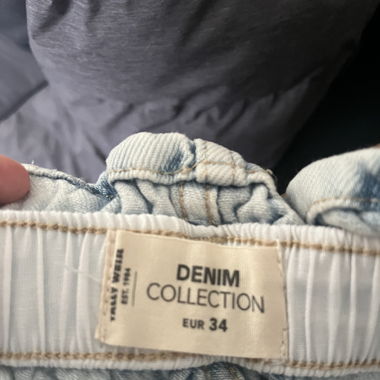 TALLY WEiJL
EST. 1984
DENIM
COLLECTION
EUR 34